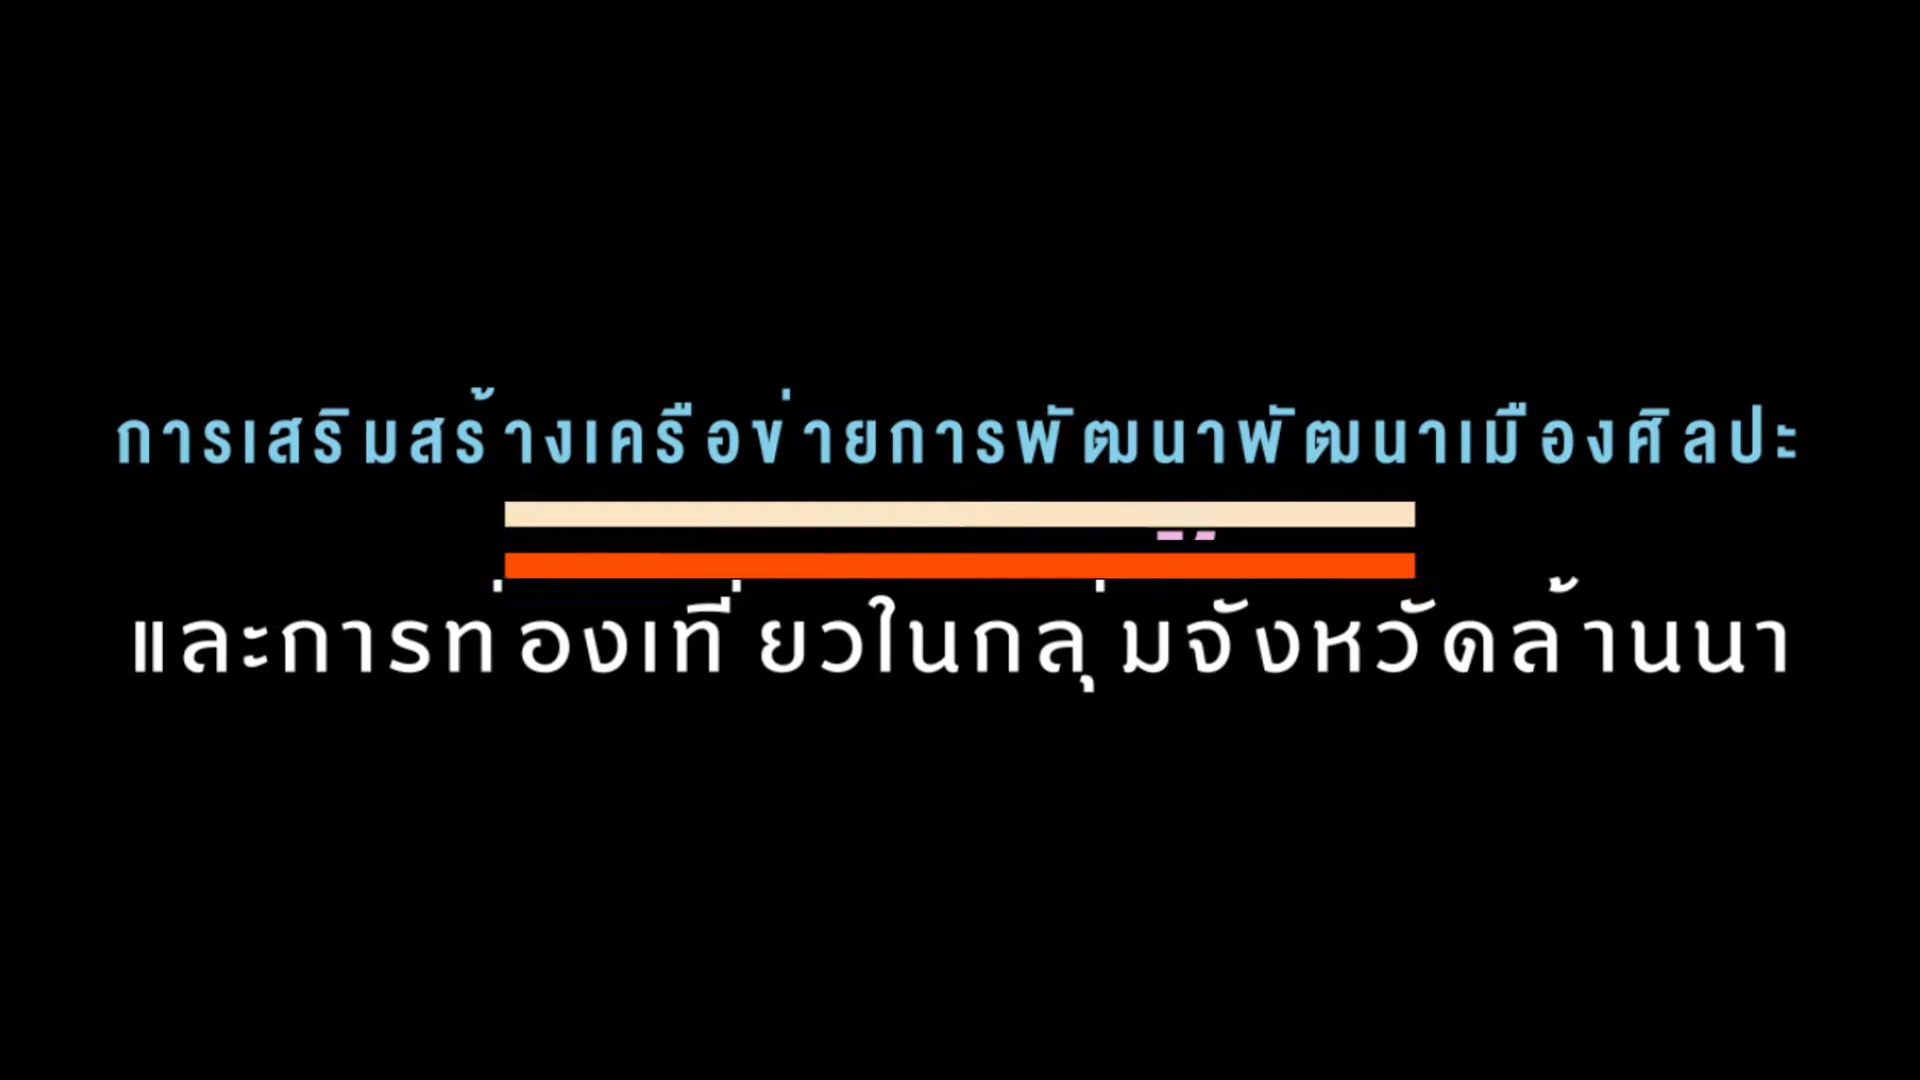 การเสริมสร้างเครือข่ายการพัฒนาพัฒนาเมืองศิลปะ
และการท่องเที่ยวในกลุ่มจังหวัดล้านนา